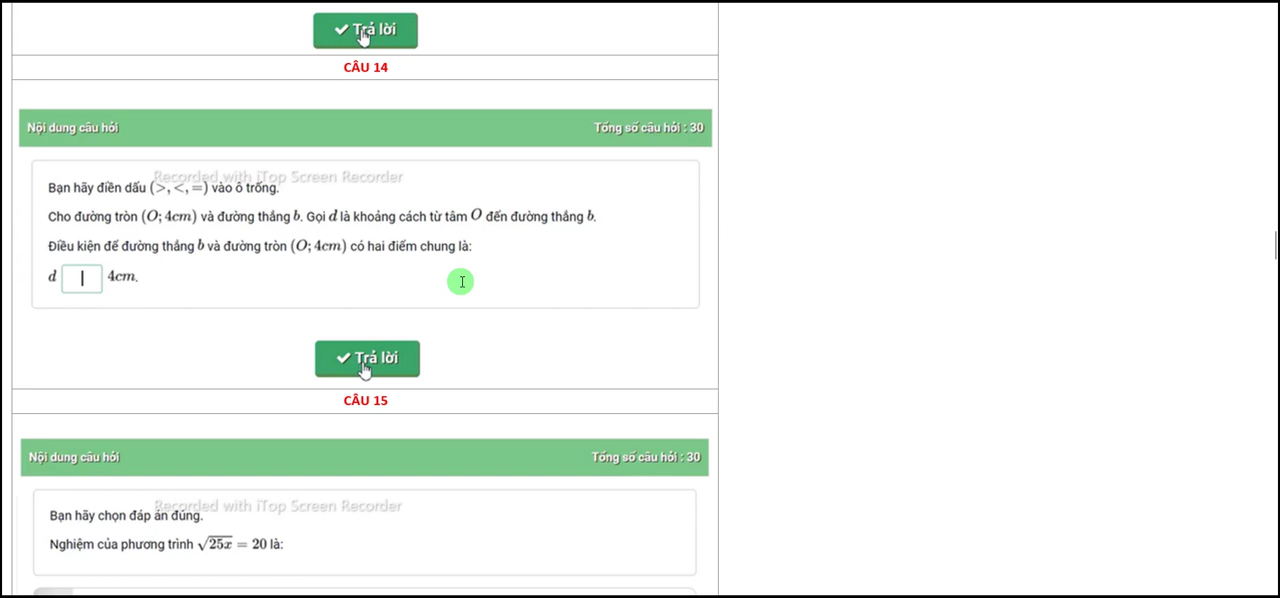 ✔ Trả lời
CÂU 14
Nội dung câu hỏi
Tổng số câu hỏi : 30
Recorded with iTop Screen Recorder
Bạn hãy điền dấu (>, <, =) vào ô trống.
Cho đường tròn (O; 4cm) và đường thẳng b. Gọi d là khoảng cách từ tâm O đến đường thẳng b.
Điều kiện để đường thẳng b và đường tròn (O; 4cm) có hai điểm chung là:
d 4cm.
✔ Trả lời
CÂU 15
Nội dung câu hỏi
Tổng số câu hỏi : 30
Recorded with iTop Screen Recorder
Bạn hãy chọn đáp án đúng.
Nghiệm của phương trình √25x = 20 là: